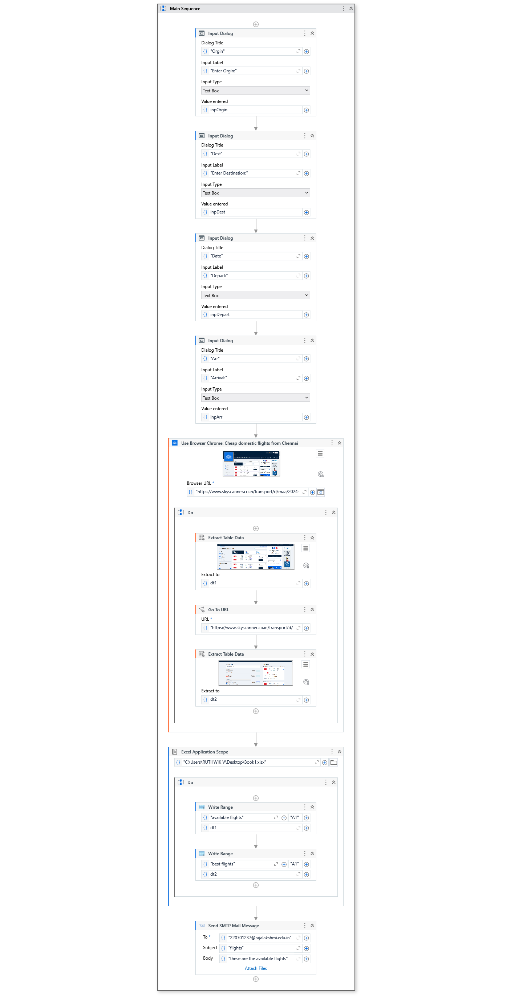 Main Sequence
Input Dialog
Dialog Title
"Orgin"
Input Label
"Enter Orgin:"
Input Type
Text Box
Value entered
inpOrgin
Input Dialog
Dialog Title
"Dest"
Input Label
"Enter Destination:"
Input Type
Text Box
Value entered
inpDest
Input Dialog
Dialog Title
"Date"
Input Label
"Depart:"
Input Type
Text Box
Value entered
inpDepart
Input Dialog
Dialog Title
"Arr"
Input Label
"Arrival:"
Input Type
Text Box
Value entered
inpArr
Use Browser Chrome: Cheap domestic flights from Chennai
Browser URL *
"https://www.skyscanner.co.in/transport/d/maa/2024-
Do
Extract Table Data
Extract to
dt1
Go To URL
URL *
"https://www.skyscanner.co.in/transport/d/
Extract Table Data
Extract to
dt2
Excel Application Scope
"C:\Users\RUTHWIK V\Desktop\Book1.xlsx"
Do
Write Range
"available flights" "A1"
dt1
Write Range
"best flights" "A1"
dt2
Send SMTP Mail Message
To * "220701237@rajalakshmi.edu.in"
Subject "flights"
Body "these are the available flights"
Attach Files